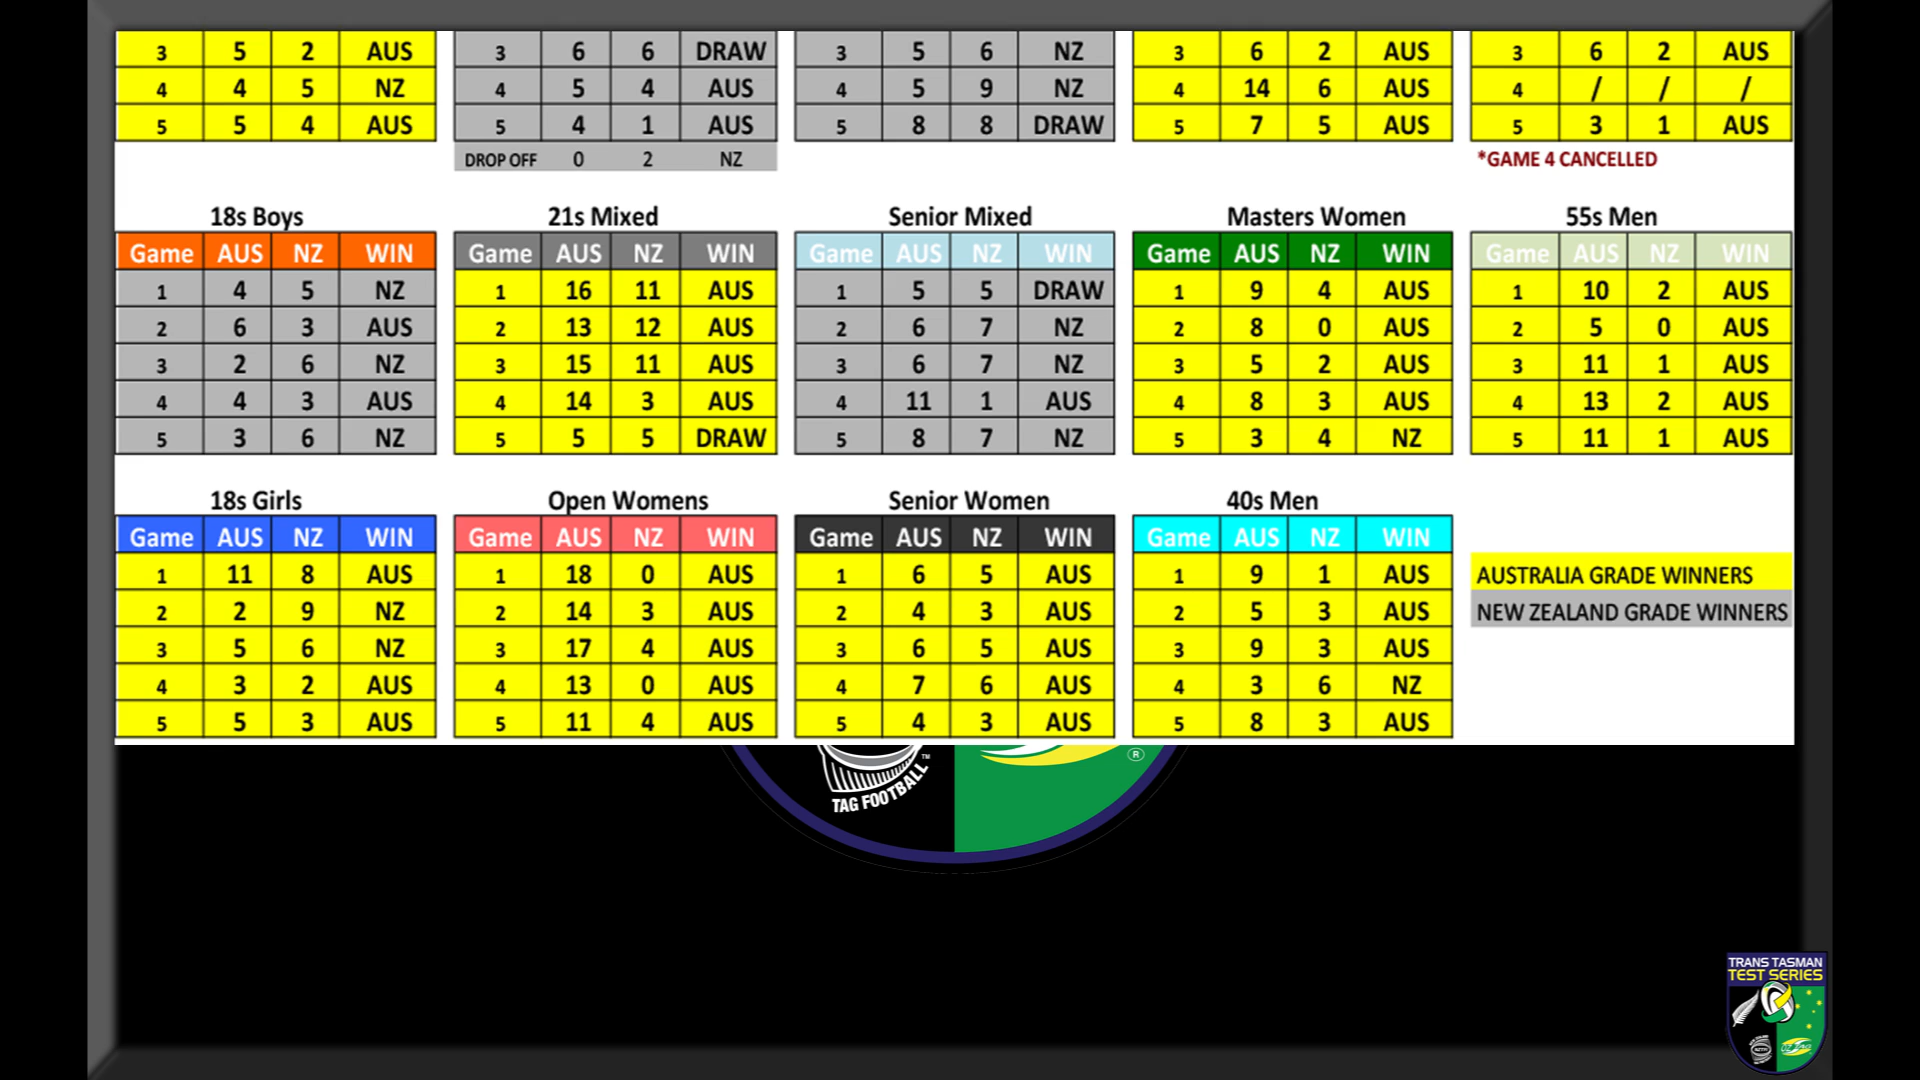 3 5 2 AUS 3 6 6 DRAW 3 5 6 NZ 3 6 2 AUS 3 6 2 AUS
4 4 5 NZ 4 5 4 AUS 4 5 9 NZ 4 14 6 AUS 4 / / /
5 5 4 AUS 5 4 1 AUS 5 8 8 DRAW 5 7 5 AUS 5 3 1 AUS
DROP OFF 0 2 NZ *GAME 4 CANCELLED
18s Boys 21s Mixed Senior Mixed Masters Women 55s Men
Game AUS NZ WIN Game AUS NZ WIN Game AUS NZ WIN Game AUS NZ WIN Game AUS NZ WIN
1 4 5 NZ 1 16 11 AUS 1 5 5 DRAW 1 9 4 AUS 1 10 2 AUS
2 6 3 AUS 2 13 12 AUS 2 6 7 NZ 2 8 0 AUS 2 5 0 AUS
3 2 6 NZ 3 15 11 AUS 3 6 7 NZ 3 5 2 AUS 3 11 1 AUS
4 4 3 AUS 4 14 3 AUS 4 11 1 AUS 4 8 3 AUS 4 13 2 AUS
5 3 6 NZ 5 5 5 DRAW 5 8 7 NZ 5 3 4 NZ 5 11 1 AUS
18s Girls Open Womens Senior Women 40s Men
Game AUS NZ WIN Game AUS NZ WIN Game AUS NZ WIN Game AUS NZ WIN
1 11 8 AUS 1 18 0 AUS 1 6 5 AUS 1 9 1 AUS AUSTRALIA GRADE WINNERS
2 2 9 NZ 2 14 3 AUS 2 4 3 AUS 2 5 3 AUS NEW ZEALAND GRADE WINNERS
3 5 6 NZ 3 17 4 AUS 3 6 5 AUS 3 9 3 AUS
4 3 2 AUS 4 13 0 AUS 4 7 6 AUS 4 3 6 NZ
5 5 3 AUS 5 11 4 AUS 5 4 3 AUS 5 8 3 AUS
TAG FOOTBALL™ ®
TRANS TASMAN
TEST SERIES